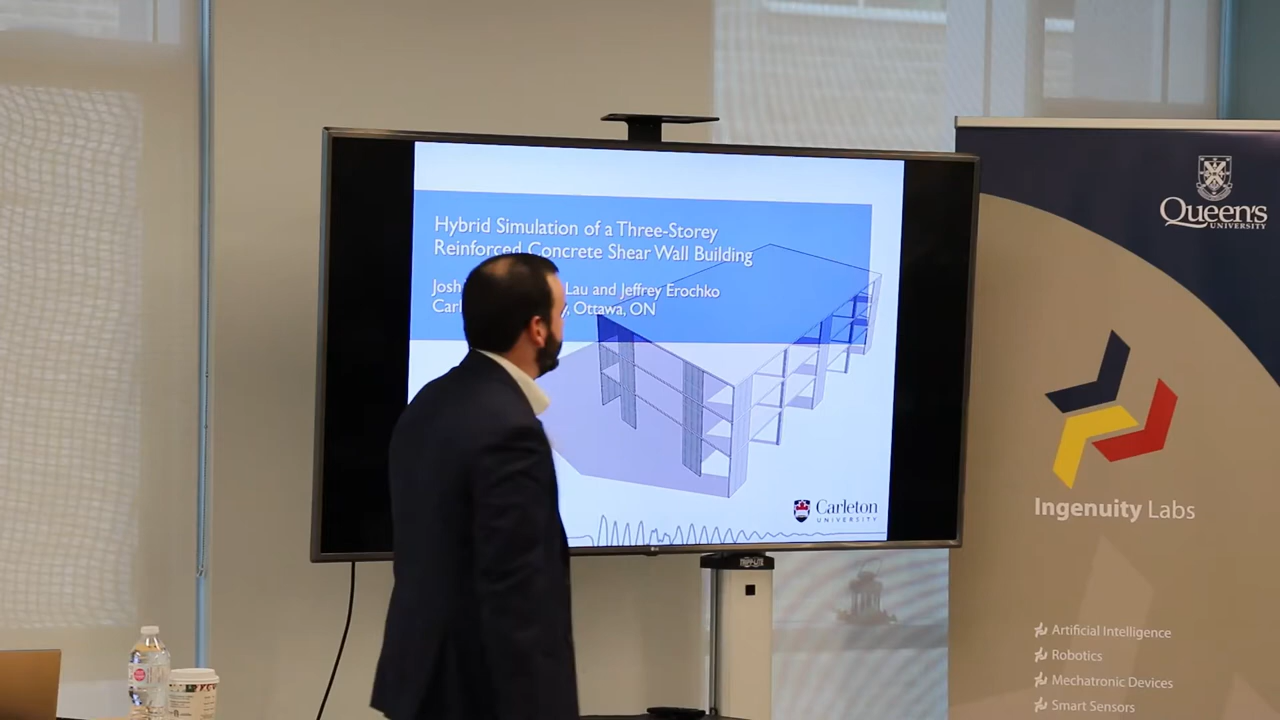 Hybrid Simulation of a Three-Storey
Reinforced Concrete Shear Wall Building
Lau and Jeffrey Erochko
Ottawa, ON
Carleton
UNIVERSITY
Queen's
UNIVERSITY
Ingenuity Labs
Artificial Intelligence
Robotics
Mechatronic Devices
Smart Sensors